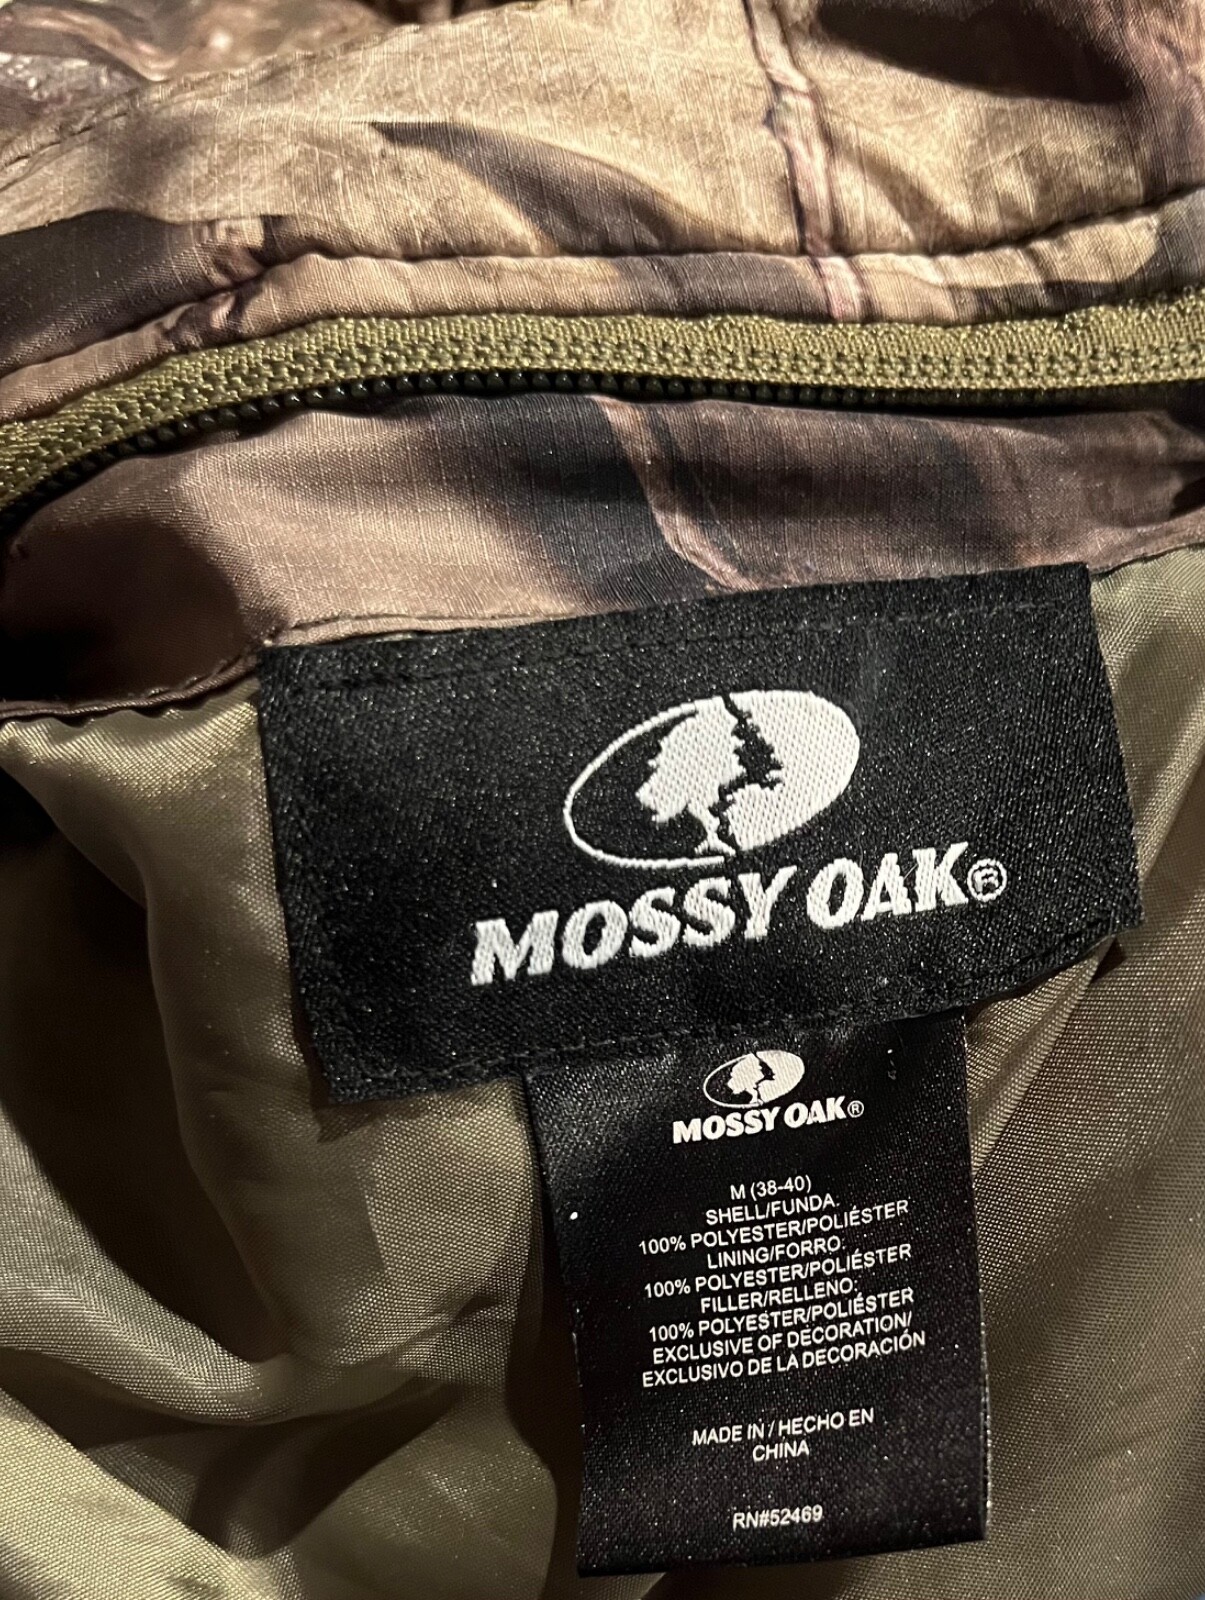 MOSSY OAK®
MOSSY OAK®
M (38-40)
SHELL/FUNDA:
100% POLYESTER/POLIÉSTER
LINING/FORRO:
100% POLYESTER/POLIÉSTER
FILLER/RELLENO:
100% POLYESTER/POLIÉSTER
EXCLUSIVE OF DECORATION/
EXCLUSIVO DE LA DECORACIÓN
MADE IN / HECHO EN
CHINA
RN#52469